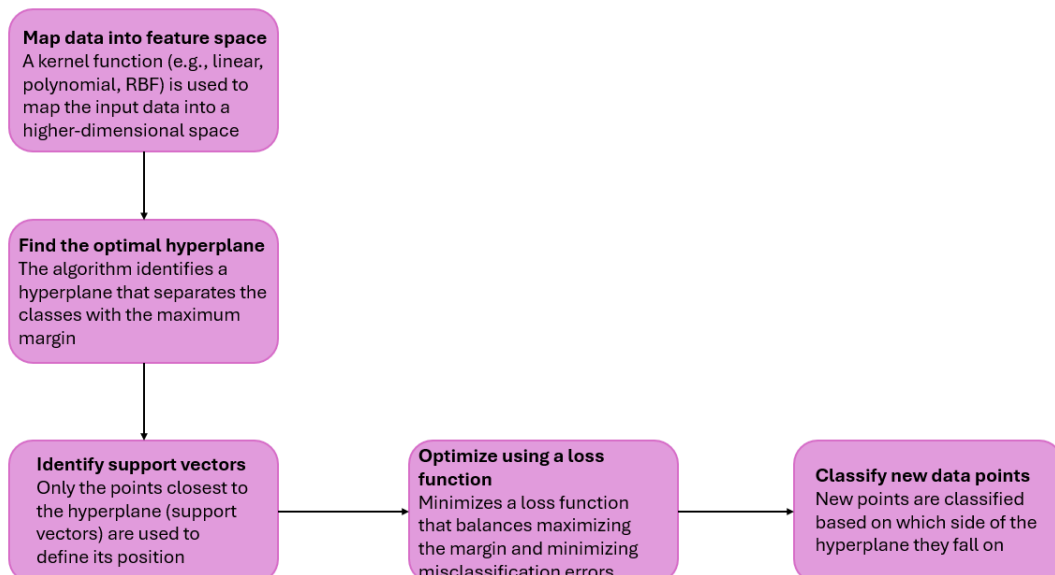 Map data into feature space
A kernel function (e.g., linear,
polynomial, RBF) is used to
map the input data into a
higher-dimensional space
Find the optimal hyperplane
The algorithm identifies a
hyperplane that separates the
classes with the maximum
margin
Identify support vectors
Only the points closest to
the hyperplane (support
vectors) are used to
define its position
Optimize using a loss
function
Minimizes a loss function
that balances maximizing
the margin and minimizing
misclassification errors
Classify new data points
New points are classified
based on which side of the
hyperplane they fall on